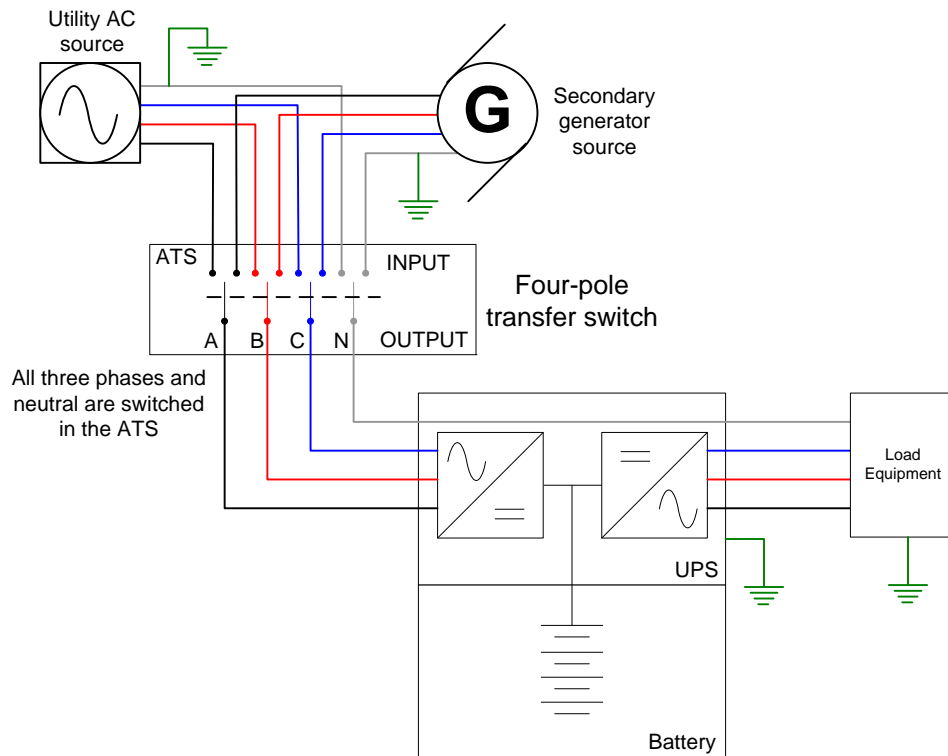 Utility AC
source
G
Secondary
generator
source
ATS
INPUT
Four-pole
transfer switch
A B C N OUTPUT
All three phases and
neutral are switched
in the ATS
Load
Equipment
UPS
Battery